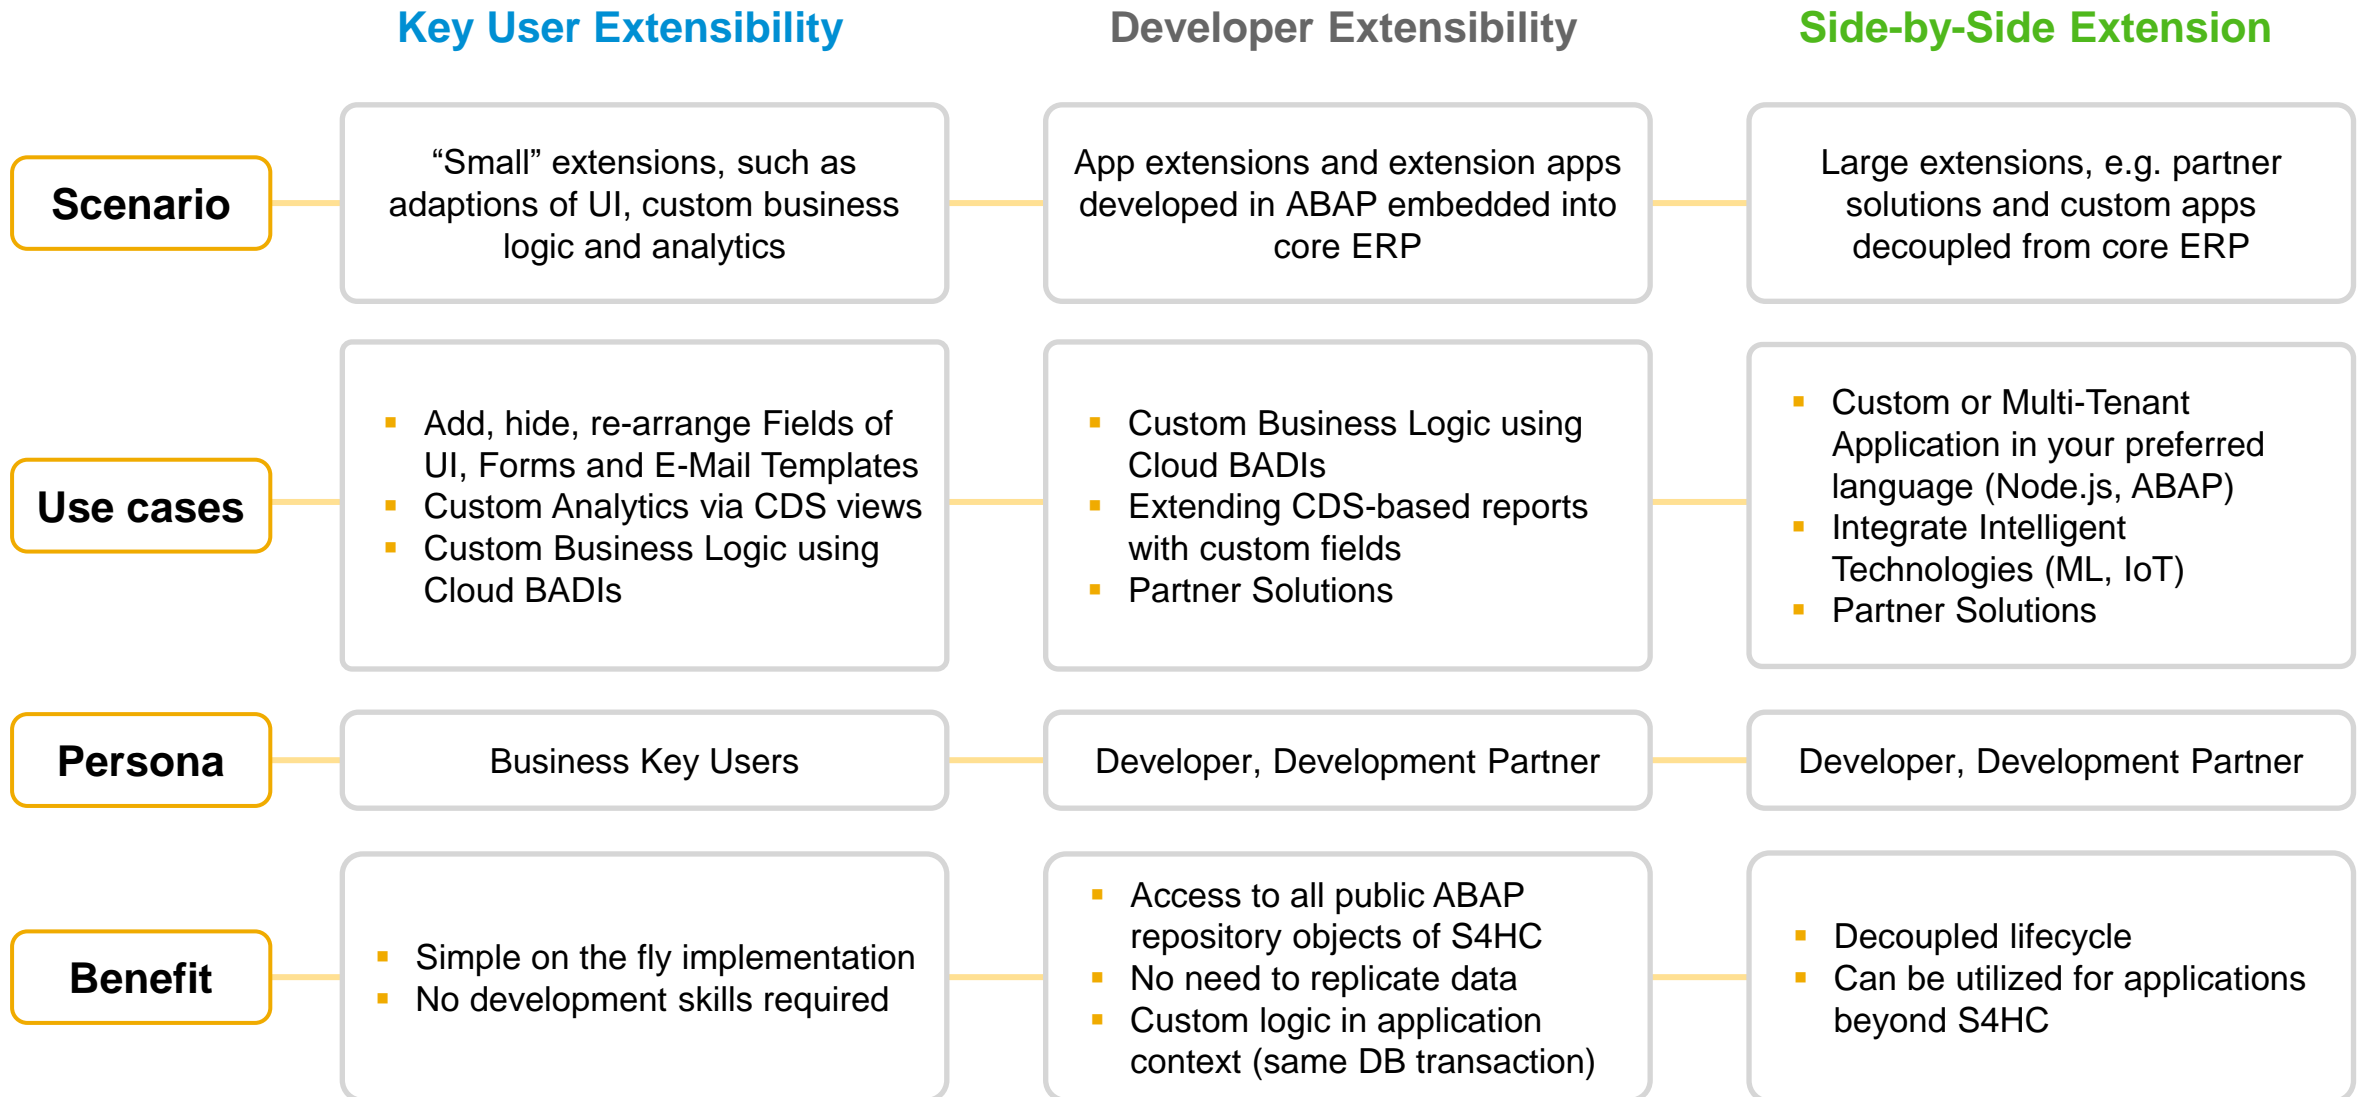 Key User Extensibility
Developer Extensibility
Side-by-Side Extension
Scenario
“Small” extensions, such as
adaptions of UI, custom business
logic and analytics
App extensions and extension apps
developed in ABAP embedded into
core ERP
Large extensions, e.g. partner
solutions and custom apps
decoupled from core ERP
Use cases
▪ Add, hide, re-arrange Fields of
UI, Forms and E-Mail Templates
▪ Custom Analytics via CDS views
▪ Custom Business Logic using
Cloud BADIs
▪ Custom Business Logic using
Cloud BADIs
▪ Extending CDS-based reports
with custom fields
▪ Partner Solutions
▪ Custom or Multi-Tenant
Application in your preferred
language (Node.js, ABAP)
▪ Integrate Intelligent
Technologies (ML, IoT)
▪ Partner Solutions
Persona
Business Key Users
Developer, Development Partner
Developer, Development Partner
Benefit
▪ Simple on the fly implementation
▪ No development skills required
▪ Access to all public ABAP
repository objects of S4HC
▪ No need to replicate data
▪ Custom logic in application
context (same DB transaction)
▪ Decoupled lifecycle
▪ Can be utilized for applications
beyond S4HC